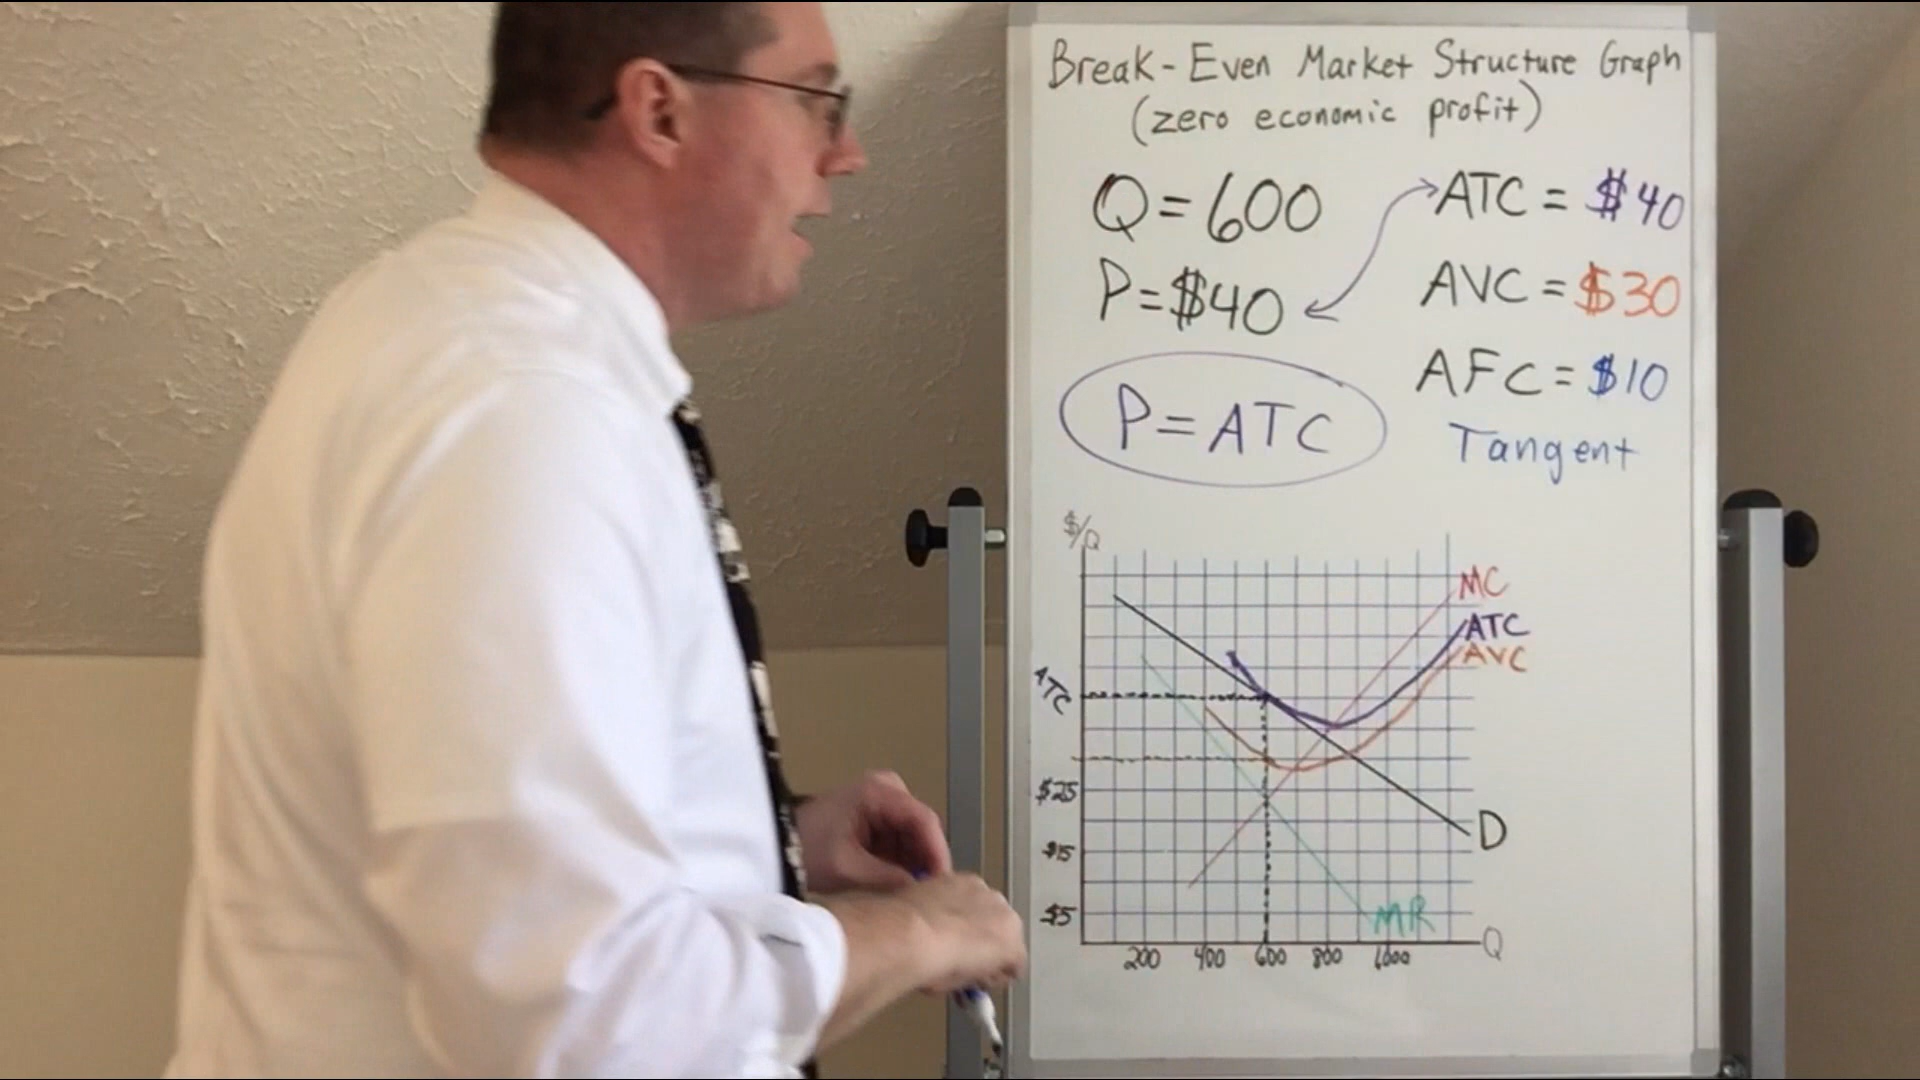 Break-Even Market Structure Graph
(zero economic profit)
Q = 600
P = $40
P = ATC
ATC = $40
AVC = $30
AFC = $10
Tangent
$/Q
MC
ATC
AVC
ATC
$25
D
$15
$5
MR
Q
200 400 600 800 1000